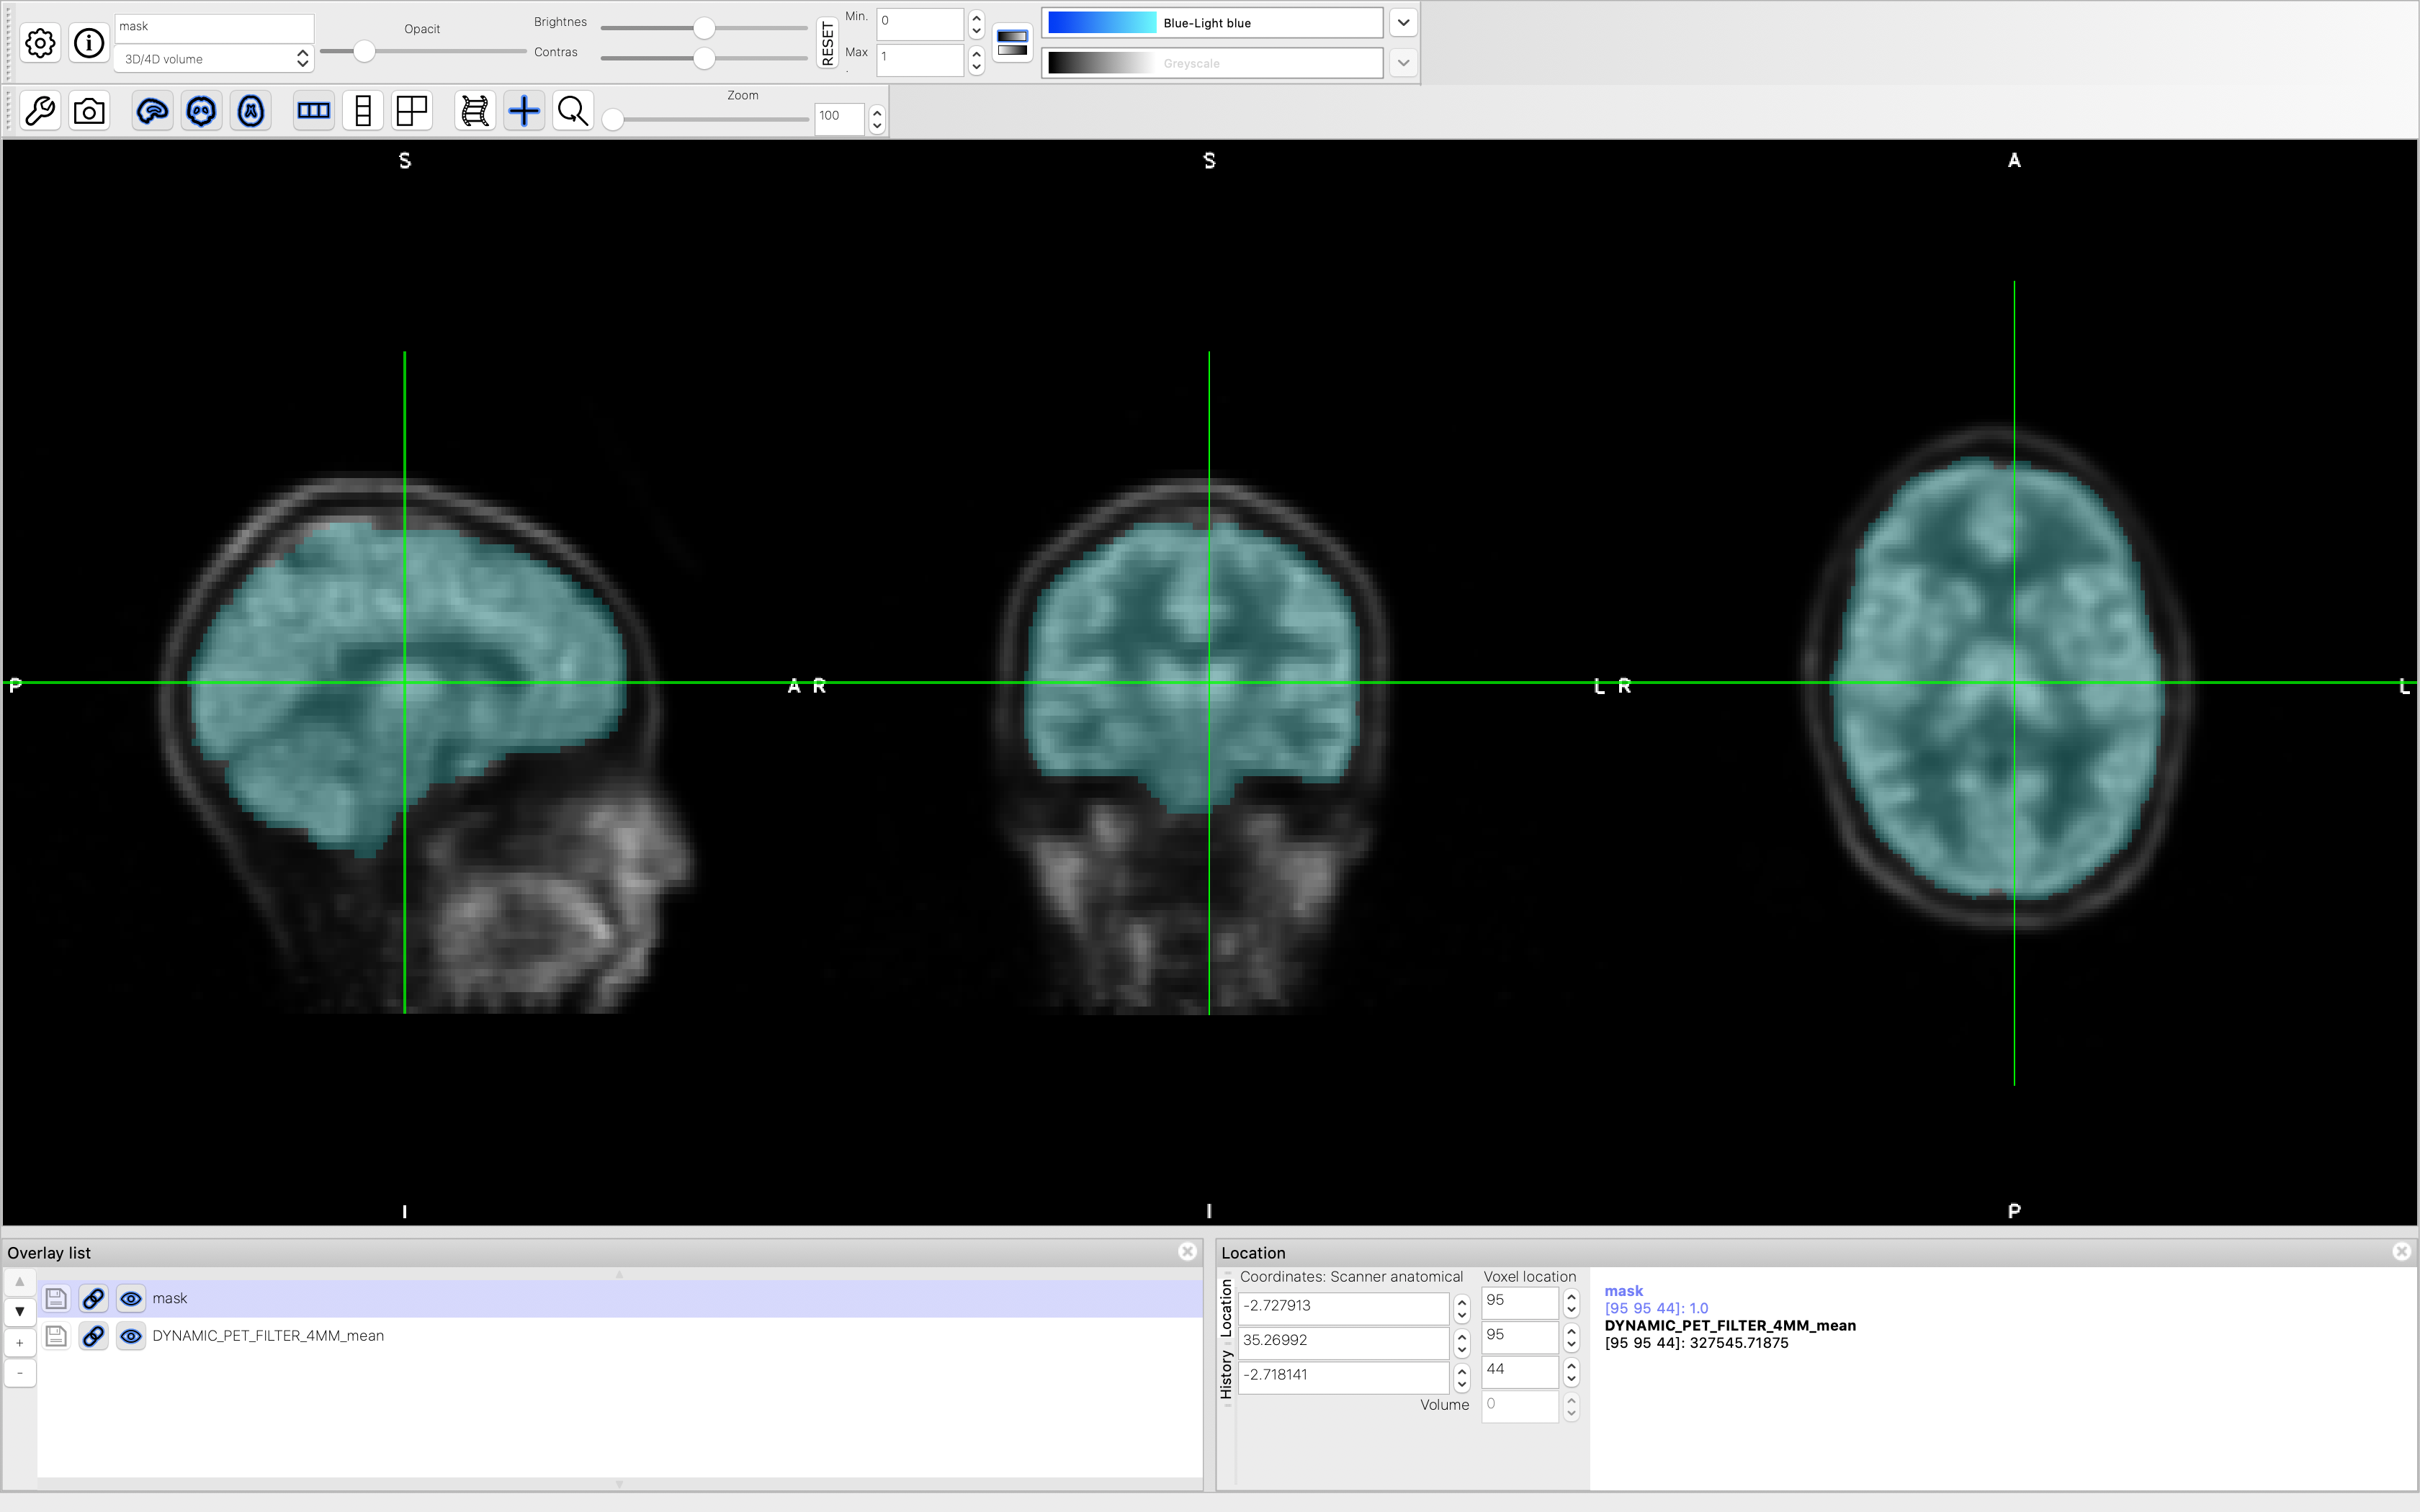 mask
Opacit
Brightnes
Min.
0
Blue-Light blue
3D/4D volume
Contras
RESET
Max
.
1
Greyscale
Zoom
100
S
S
A
P
A
R
L
R
L
I
I
P
Overlay list
mask
DYNAMIC_PET_FILTER_4MM_mean
Location
Location
History
Coordinates: Scanner anatomical
Voxel location
-2.727913
95
35.26992
95
-2.718141
44
Volume
0
mask
[95 95 44]: 1.0
DYNAMIC_PET_FILTER_4MM_mean
[95 95 44]: 327545.71875